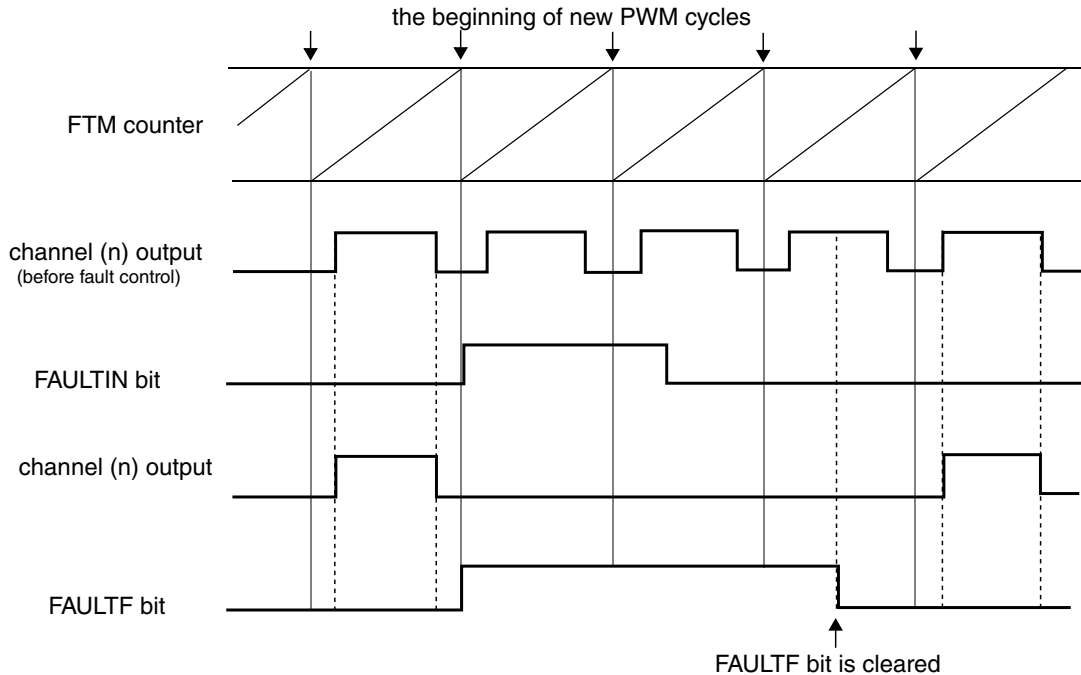 the beginning of new PWM cycles
FTM counter
channel (n) output
(before fault control)
FAULTIN bit
channel (n) output
FAULTF bit
FAULTF bit is cleared